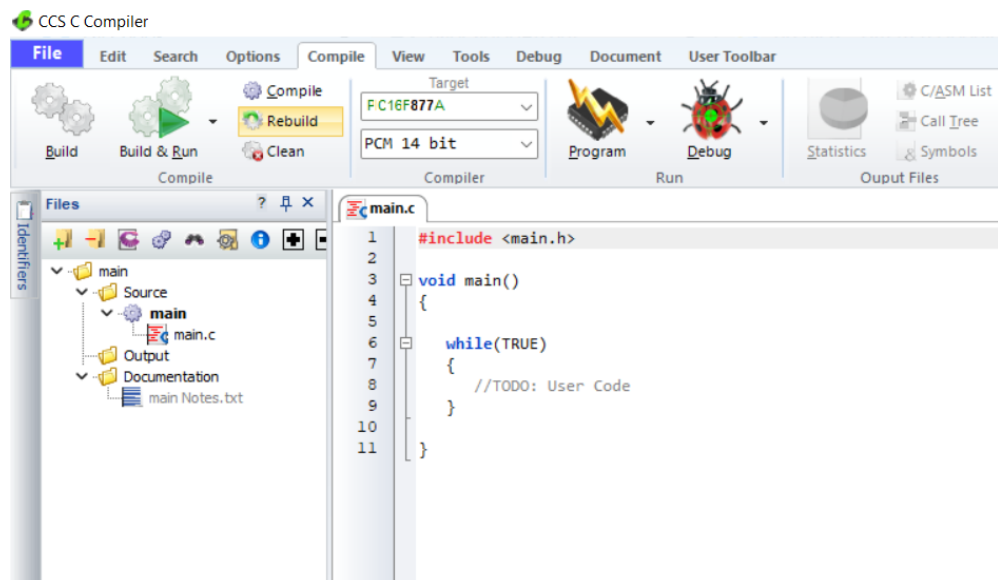 CCS C Compiler
File Edit Search Options Compile View Tools Debug Document User Toolbar
Target
Compile
PIC16F877A
Rebuild
PCM 14 bit
Clean
Build
Build & Run
Program
Debug
Statistics
C/ASM List
Call Tree
Symbols
Compile
Compiler
Run
Ouput Files
Identifiers
Files
?
main
Source
main
main.c
Output
Documentation
main Notes.txt
main.c
1 #include <main.h>
2
3 void main()
4 {
5
6 while(TRUE)
7 {
8 //TODO: User Code
9 }
10
11 }